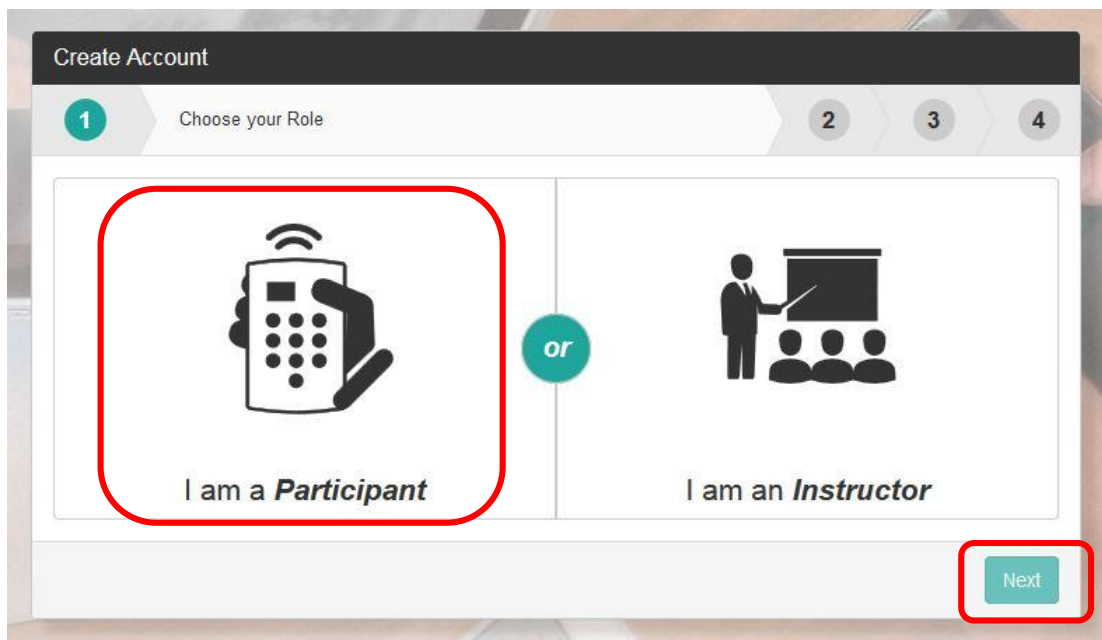 Create Account
1 Choose your Role 2 3 4
or
I am a Participant I am an Instructor
Next